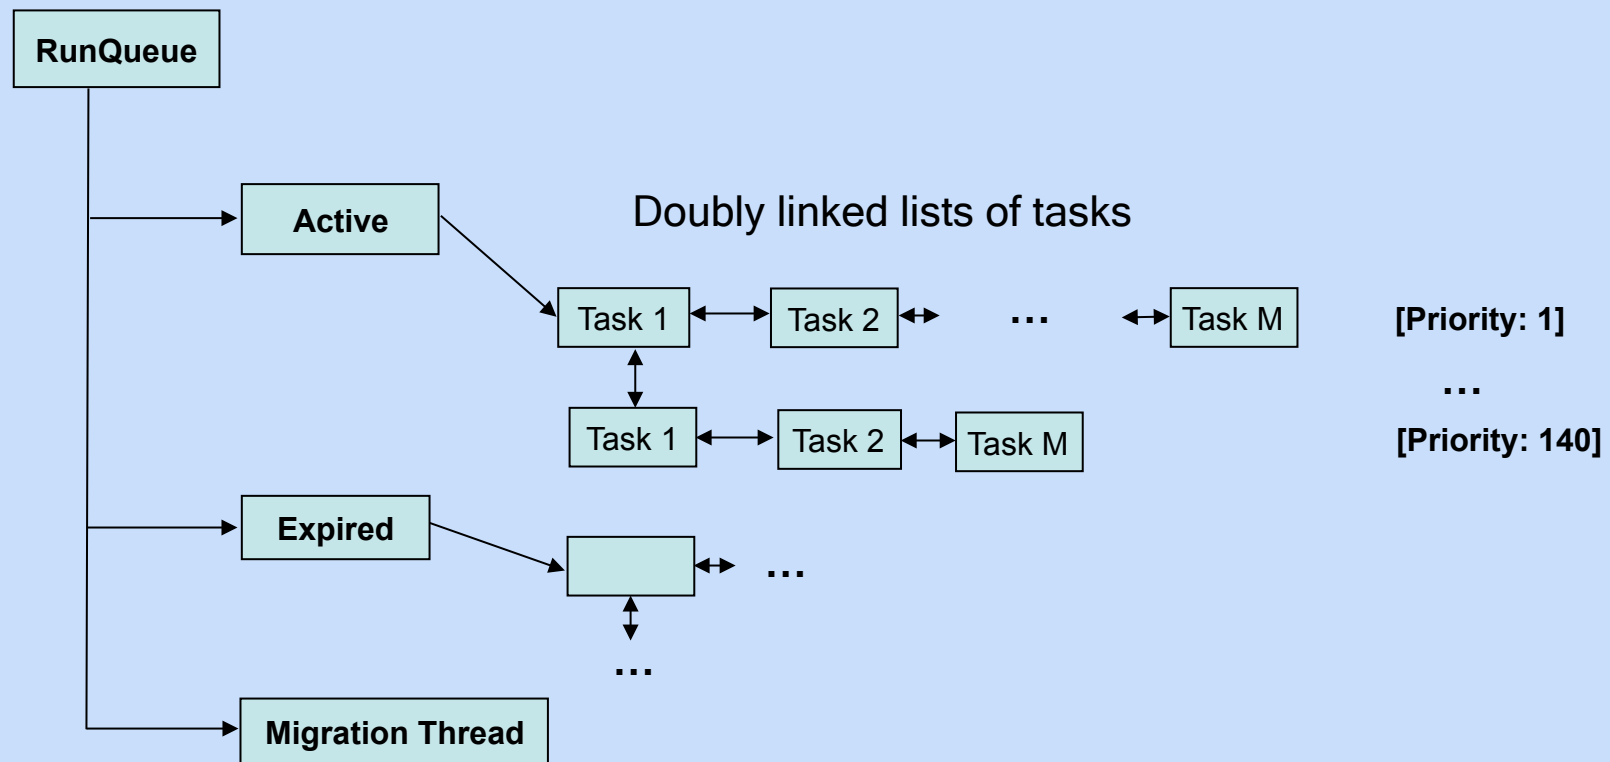 RunQueue
Active
Doubly linked lists of tasks
Task 1 Task 2 ... Task M [Priority: 1]
...
Task 1 Task 2 Task M [Priority: 140]
Expired
...
...
Migration Thread